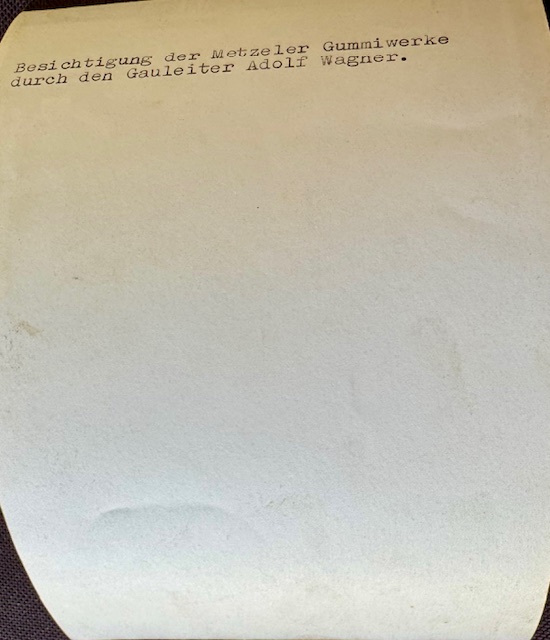 Besichtigung der Metzeler Gummiwerke
durch den Gauleiter Adolf Wagner.